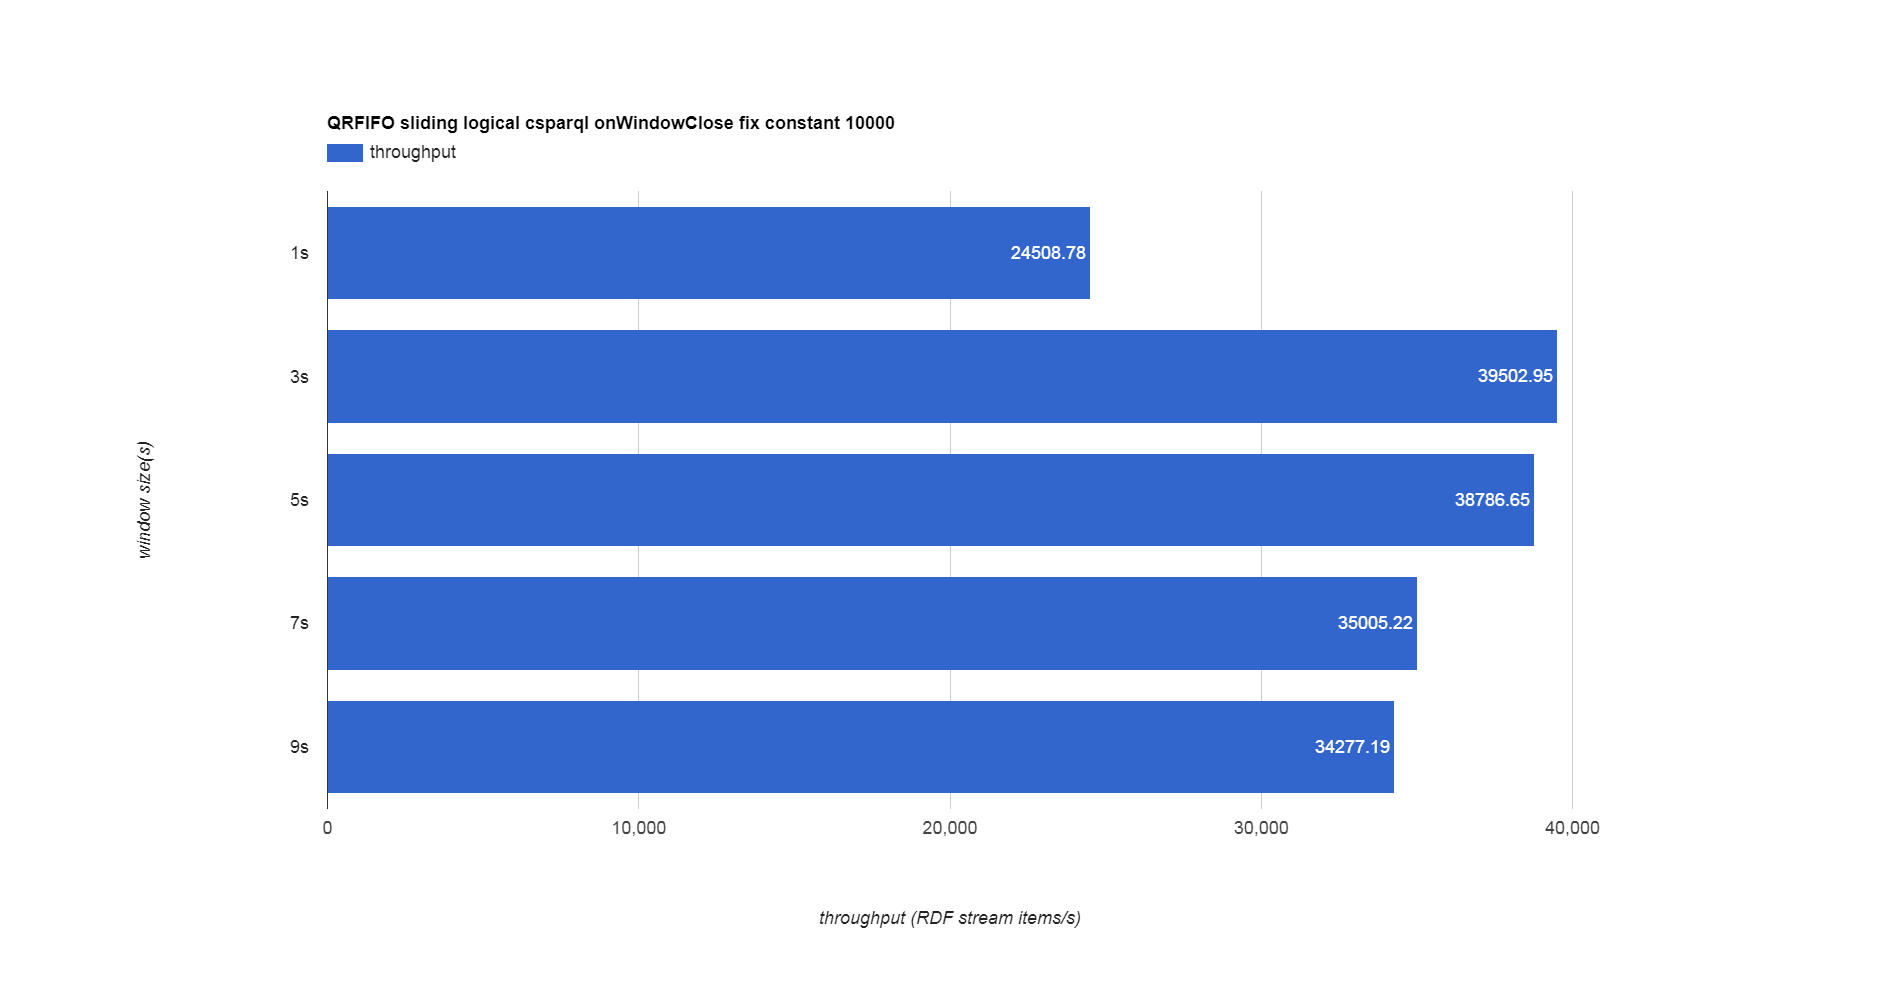 QRFIFO sliding logical csparql onWindowClose fix constant 10000
throughput
1s
24508.78
3s
39502.95
5s
38786.65
7s
35005.22
9s
34277.19
window size(s)
0
10,000
20,000
30,000
40,000
throughput (RDF stream items/s)